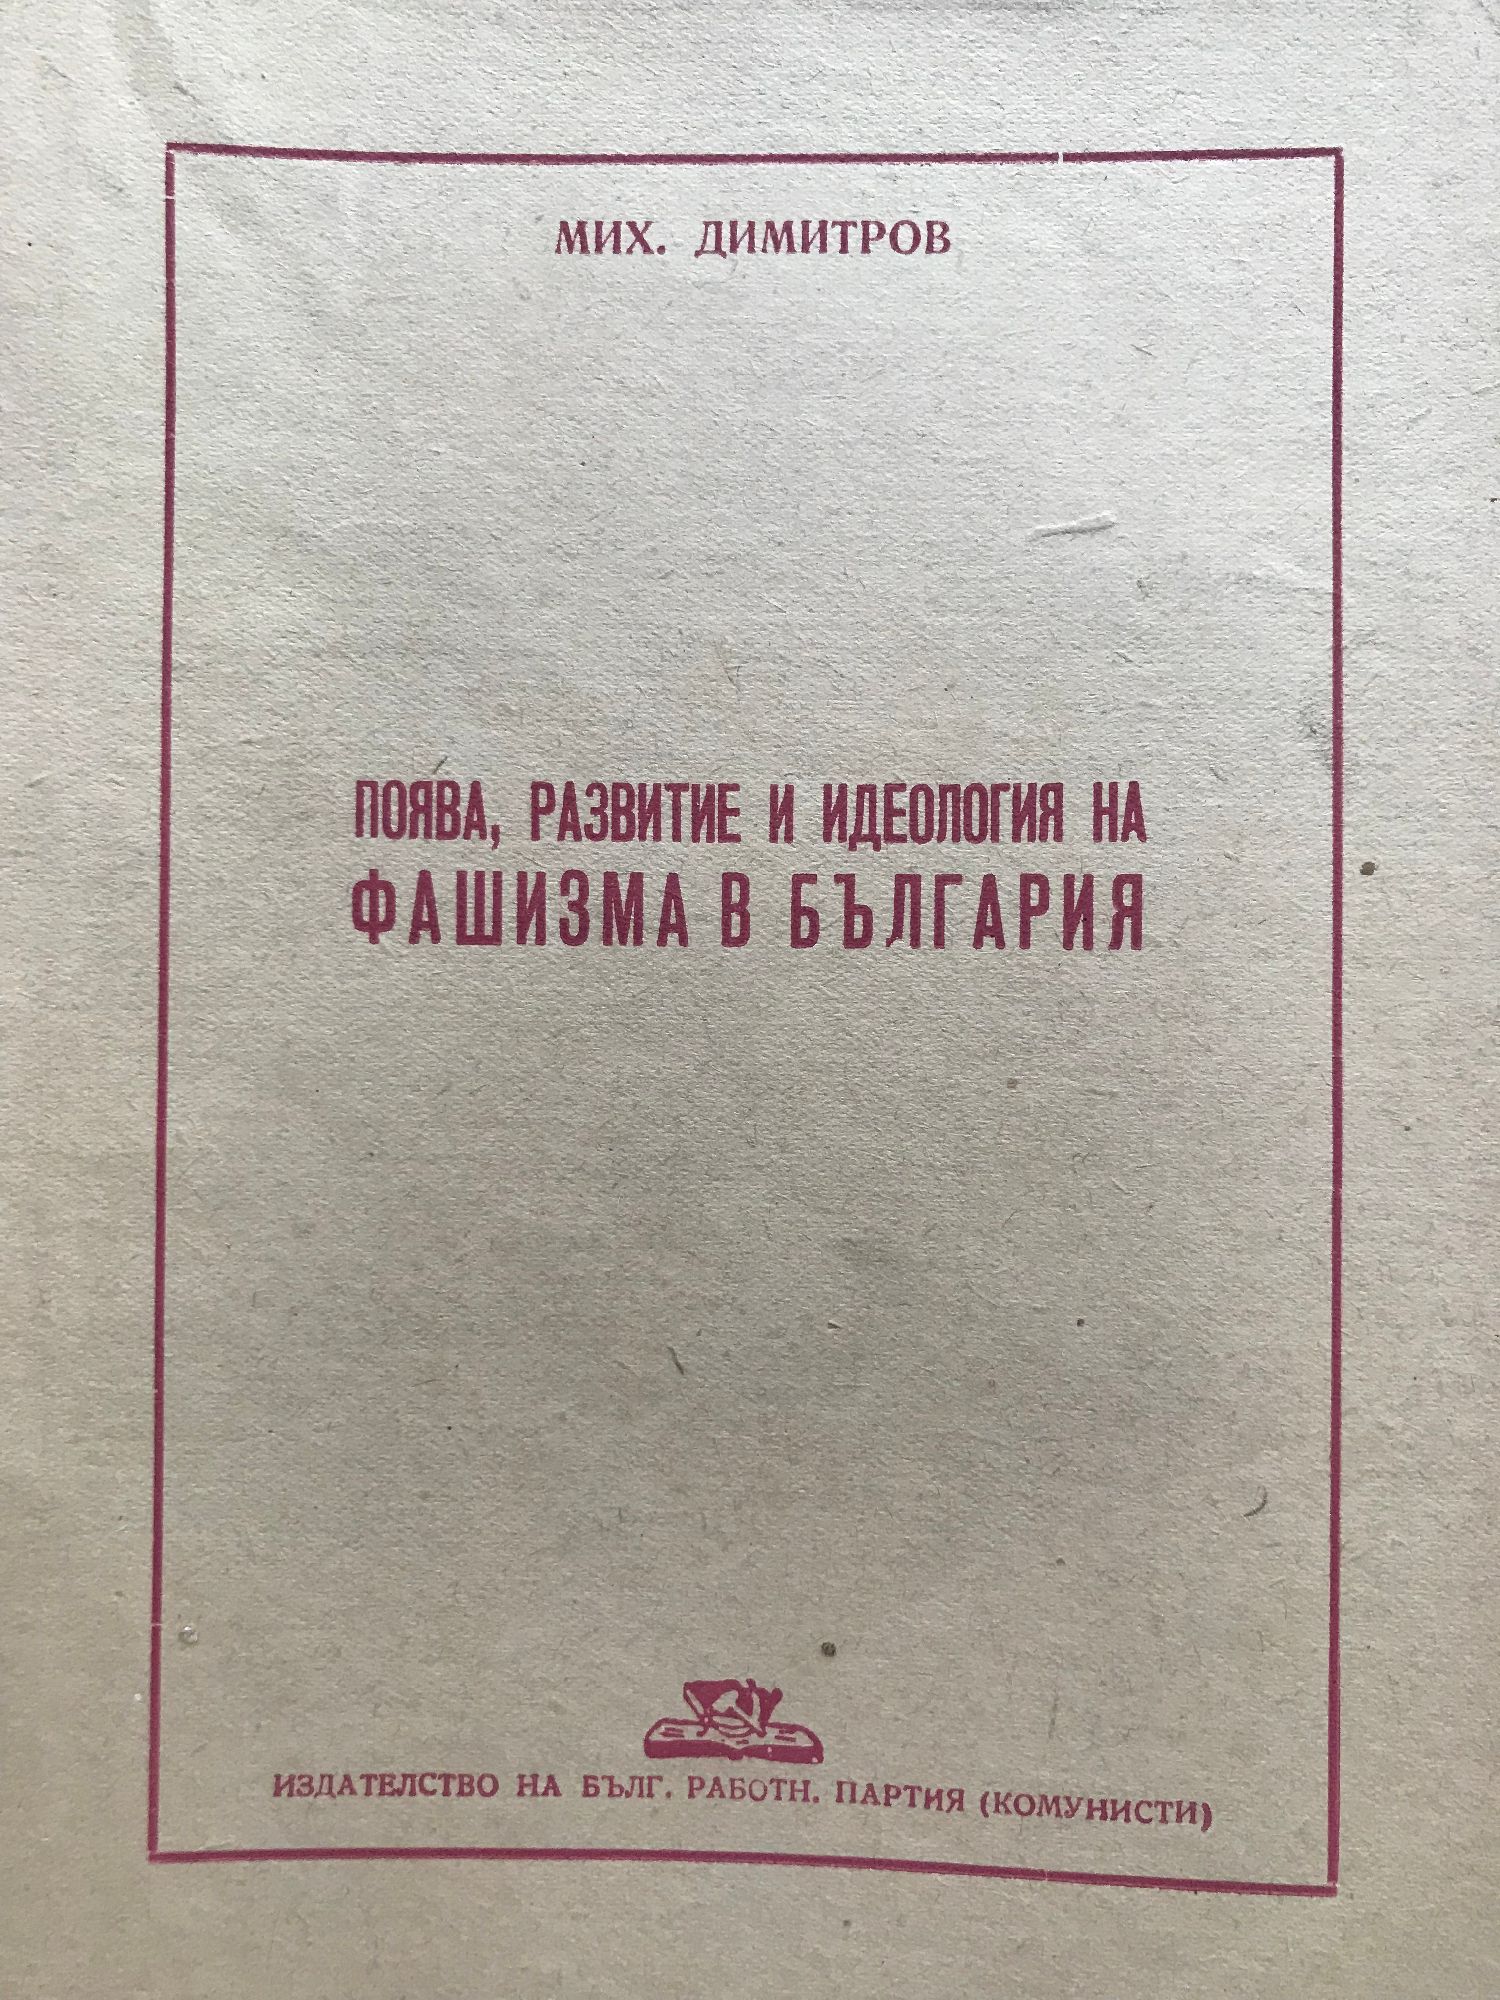 МИХ. ДИМИТРОВ
ПОЯВА, РАЗВИТИЕ И ИДЕОЛОГИЯ НА
ФАШИЗМА В БЪЛГАРИЯ
ИЗДАТЕЛСТВО НА БЪЛГ. РАБОТН. ПАРТИЯ (КОМУНИСТИ)